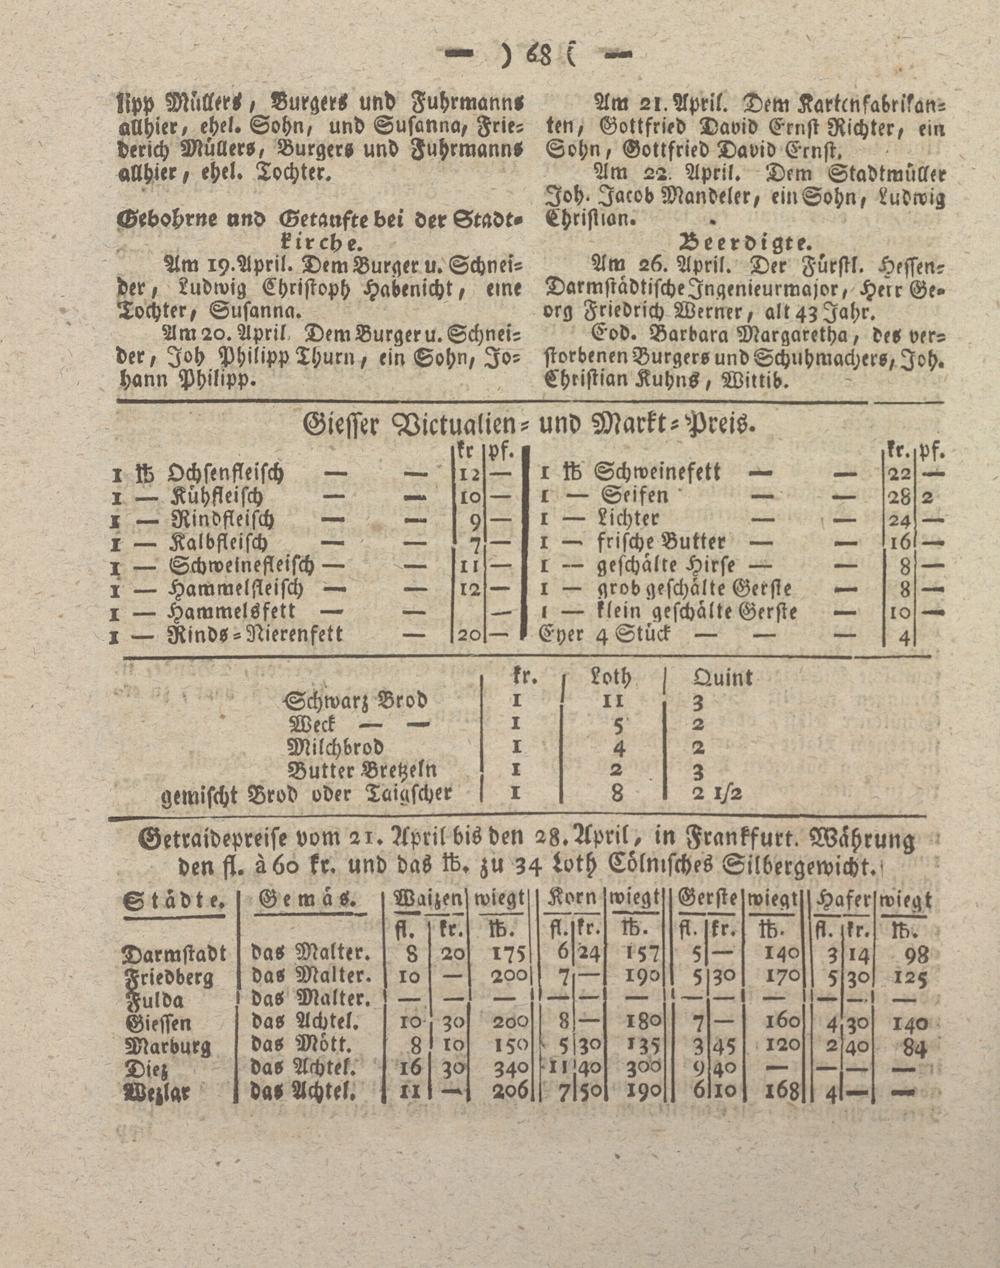 — ) 68 ( —
lipp Müllers, Burgers und Fuhrmanns
allhier, ehel. Sohn, und Susanna, Frie-
derich Müllers, Burgers und Fuhrmanns
allhier, ehel. Tochter.
Gebohrne und Getaufte bei der Stadt-
kirche.
Am 19. April. Dem Burger u. Schnei-
der, Ludwig Christoph Habenicht, eine
Tochter, Susanna.
Am 20. April Dem Burger u. Schnei-
der, Joh Philipp Thurn, ein Sohn, Jo-
hann Philipp.
Am 21. April. Dem Kartenfabrikan-
ten, Gottfried David Ernst Richter, ein
Sohn, Gottfried David Ernst.
Am 22. April. Dem Stadtmüller
Joh. Jacob Mandeler, ein Sohn, Ludwig
Christian.
Beerdigte.
Am 26. April. Der Fürstl. Hessen-
Darmstädtische Ingenieurmajor, Herr Ge-
org Friedrich Werner, alt 43 Jahr.
Eod. Barbara Margaretha, des ver-
storbenen Burgers und Schuhmachers, Joh.
Christian Kuhns, Wittib.
Giesser Victualien- und Markt-Preis.
kr pf.
1 ℔ Ochsenfleisch — — 12 —
1 — Kühfleisch — — 10 —
1 — Rindfleisch — — 9 —
1 — Kalbfleisch — — 7 —
1 — Schweinefleisch — — 11 —
1 — Hammelfleisch — — 12 —
1 — Hammelsfett — — —
1 — Rinds-Nierenfett — 20 —
kr. pf.
1 ℔ Schweinefett — — 22 —
1 — Seifen — — 28 2
1 — Lichter — — 24 —
1 — frische Butter — — 16 —
1 — geschälte Hirse — — 8 —
1 — grob geschälte Gerste — 8 —
1 — klein geschälte Gerste — 10 —
Eyer 4 Stück — — — 4
kr. Loth Quint
Schwarz Brod 1 11 3
Weck — — 1 5 2
Milchbrod 1 4 2
Butter Bretzeln 1 2 3
gemischt Brod oder Taigscher 1 8 2 1/2
Getraidepreise vom 21. April bis den 28. April, in Frankfurt. Währung
den fl. à 60 kr. und das ℔. zu 34 Loth Cölnisches Silbergewicht.
Städte. Gemäs. Waizen wiegt Korn wiegt Gerste wiegt Hafer wiegt
fl. kr. ℔. fl. kr. ℔. fl. kr. ℔. fl. kr. ℔.
Darmstadt das Malter. 8 20 175 6 24 157 5 — 140 3 14 98
Friedberg das Malter. 10 — 200 7 — 190 5 30 170 5 30 125
Fulda das Malter. — — — — — — — — — — — —
Giessen das Achtel. 10 30 200 8 — 180 7 — 160 4 30 140
Marburg das Mött. 8 10 150 5 30 135 3 45 120 2 40 84
Diez das Achtel. 16 30 340 11 40 300 9 40 — — — —
Wezlar das Achtel. 11 — 206 7 50 190 6 10 168 4 — —